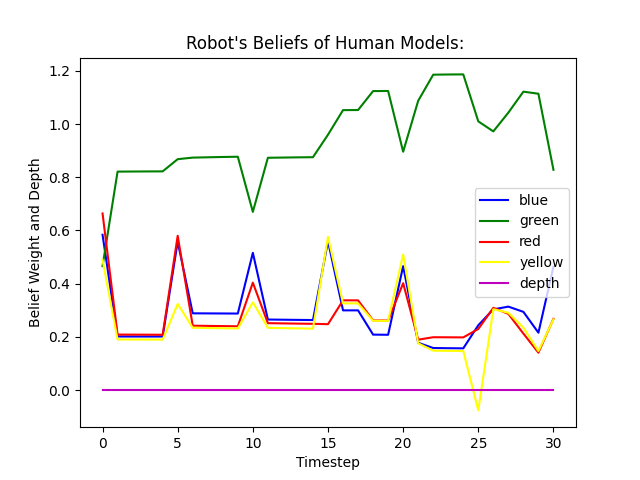 Robot's Beliefs of Human Models:
Belief Weight and Depth
1.2
1.0
0.8
0.6
0.4
0.2
0.0
blue
green
red
yellow
depth
0 5 10 15 20 25 30
Timestep